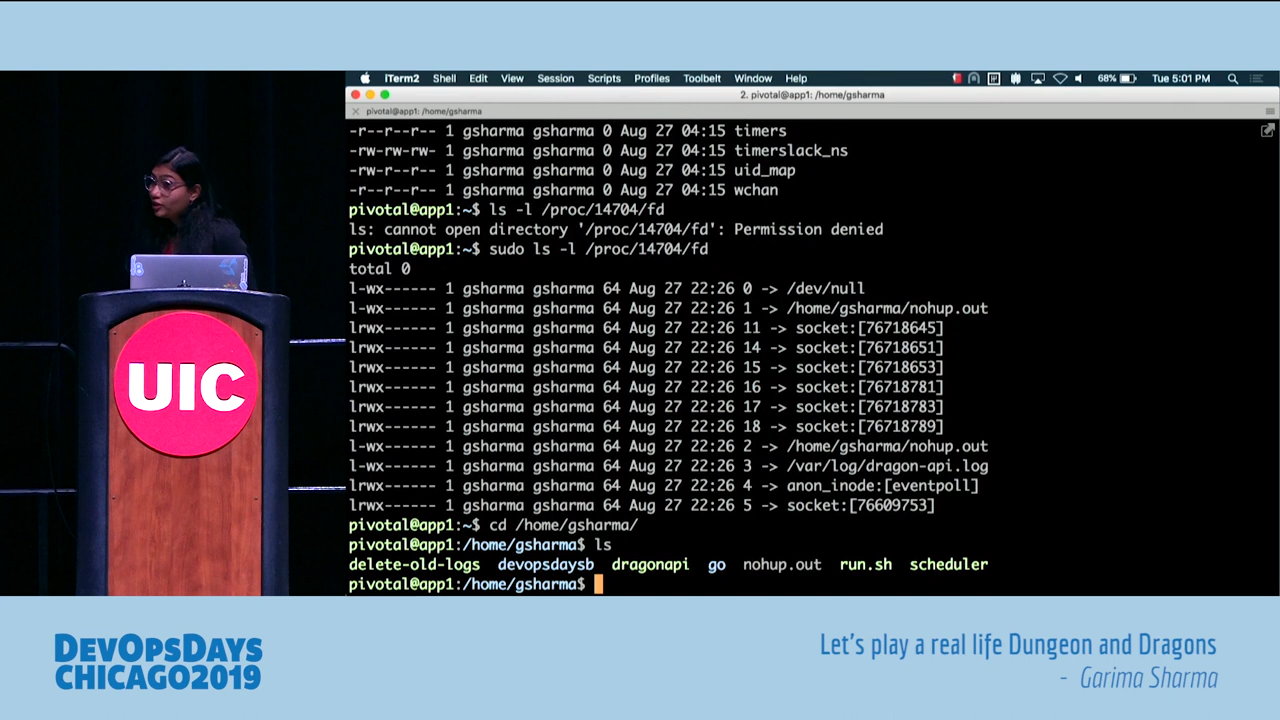 iTerm2 Shell Edit View Session Scripts Profiles Toolbelt Window Help 68% Tue 5:01 PM
2. pivotal@app1: /home/gsharma
pivotal@app1: /home/gsharma
-r--r--r-- 1 gsharma gsharma 0 Aug 27 04:15 timers
-rw-rw-rw- 1 gsharma gsharma 0 Aug 27 04:15 timerslack_ns
-rw-r--r-- 1 gsharma gsharma 0 Aug 27 04:15 uid_map
-r--r--r-- 1 gsharma gsharma 0 Aug 27 04:15 wchan
pivotal@app1:~$ ls -l /proc/14704/fd
ls: cannot open directory '/proc/14704/fd': Permission denied
pivotal@app1:~$ sudo ls -l /proc/14704/fd
total 0
l-wx------ 1 gsharma gsharma 64 Aug 27 22:26 0 -> /dev/null
l-wx------ 1 gsharma gsharma 64 Aug 27 22:26 1 -> /home/gsharma/nohup.out
lrwx------ 1 gsharma gsharma 64 Aug 27 22:26 11 -> socket:[76718645]
lrwx------ 1 gsharma gsharma 64 Aug 27 22:26 14 -> socket:[76718651]
lrwx------ 1 gsharma gsharma 64 Aug 27 22:26 15 -> socket:[76718653]
lrwx------ 1 gsharma gsharma 64 Aug 27 22:26 16 -> socket:[76718781]
lrwx------ 1 gsharma gsharma 64 Aug 27 22:26 17 -> socket:[76718783]
lrwx------ 1 gsharma gsharma 64 Aug 27 22:26 18 -> socket:[76718789]
l-wx------ 1 gsharma gsharma 64 Aug 27 22:26 2 -> /home/gsharma/nohup.out
l-wx------ 1 gsharma gsharma 64 Aug 27 22:26 3 -> /var/log/dragon-api.log
lrwx------ 1 gsharma gsharma 64 Aug 27 22:26 4 -> anon_inode:[eventpoll]
lrwx------ 1 gsharma gsharma 64 Aug 27 22:26 5 -> socket:[76609753]
pivotal@app1:~$ cd /home/gsharma/
pivotal@app1:/home/gsharma$ ls
delete-old-logs devopsdaysb dragonapi go nohup.out run.sh scheduler
pivotal@app1:/home/gsharma$
UIC
DEVOPSDAYS
CHICAGO2019
Let's play a real life Dungeon and Dragons
- Garima Sharma